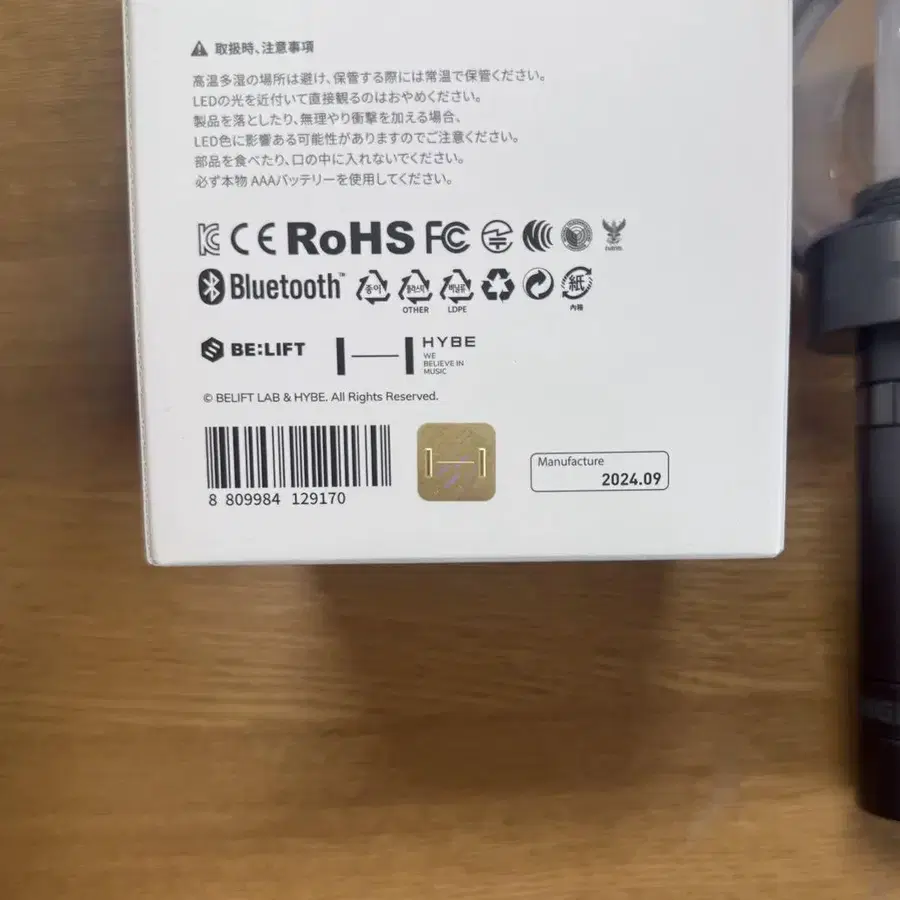 取扱時、注意事項
高温多湿の場所は避け、保管する際には常温で保管ください。
LEDの光を近付いて直接観るのはおやめください。
製品を落としたり、無理やり衝撃を加える場合、
LED色に影響ある可能性がありますのでご注意ください。
部品を食べたり、口の中に入れないでください。
必ず本物 AAAバッテリーを使用してください。
CE RoHS FC
Bluetooth™ 종이 플라스틱 비닐류 紙
OTHER LDPE 內箱
BE:LIFT HYBE
WE
BELIEVE IN
MUSIC
© BELIFT LAB & HYBE. All Rights Reserved.
8 809984 129170
Manufacture
2024.09